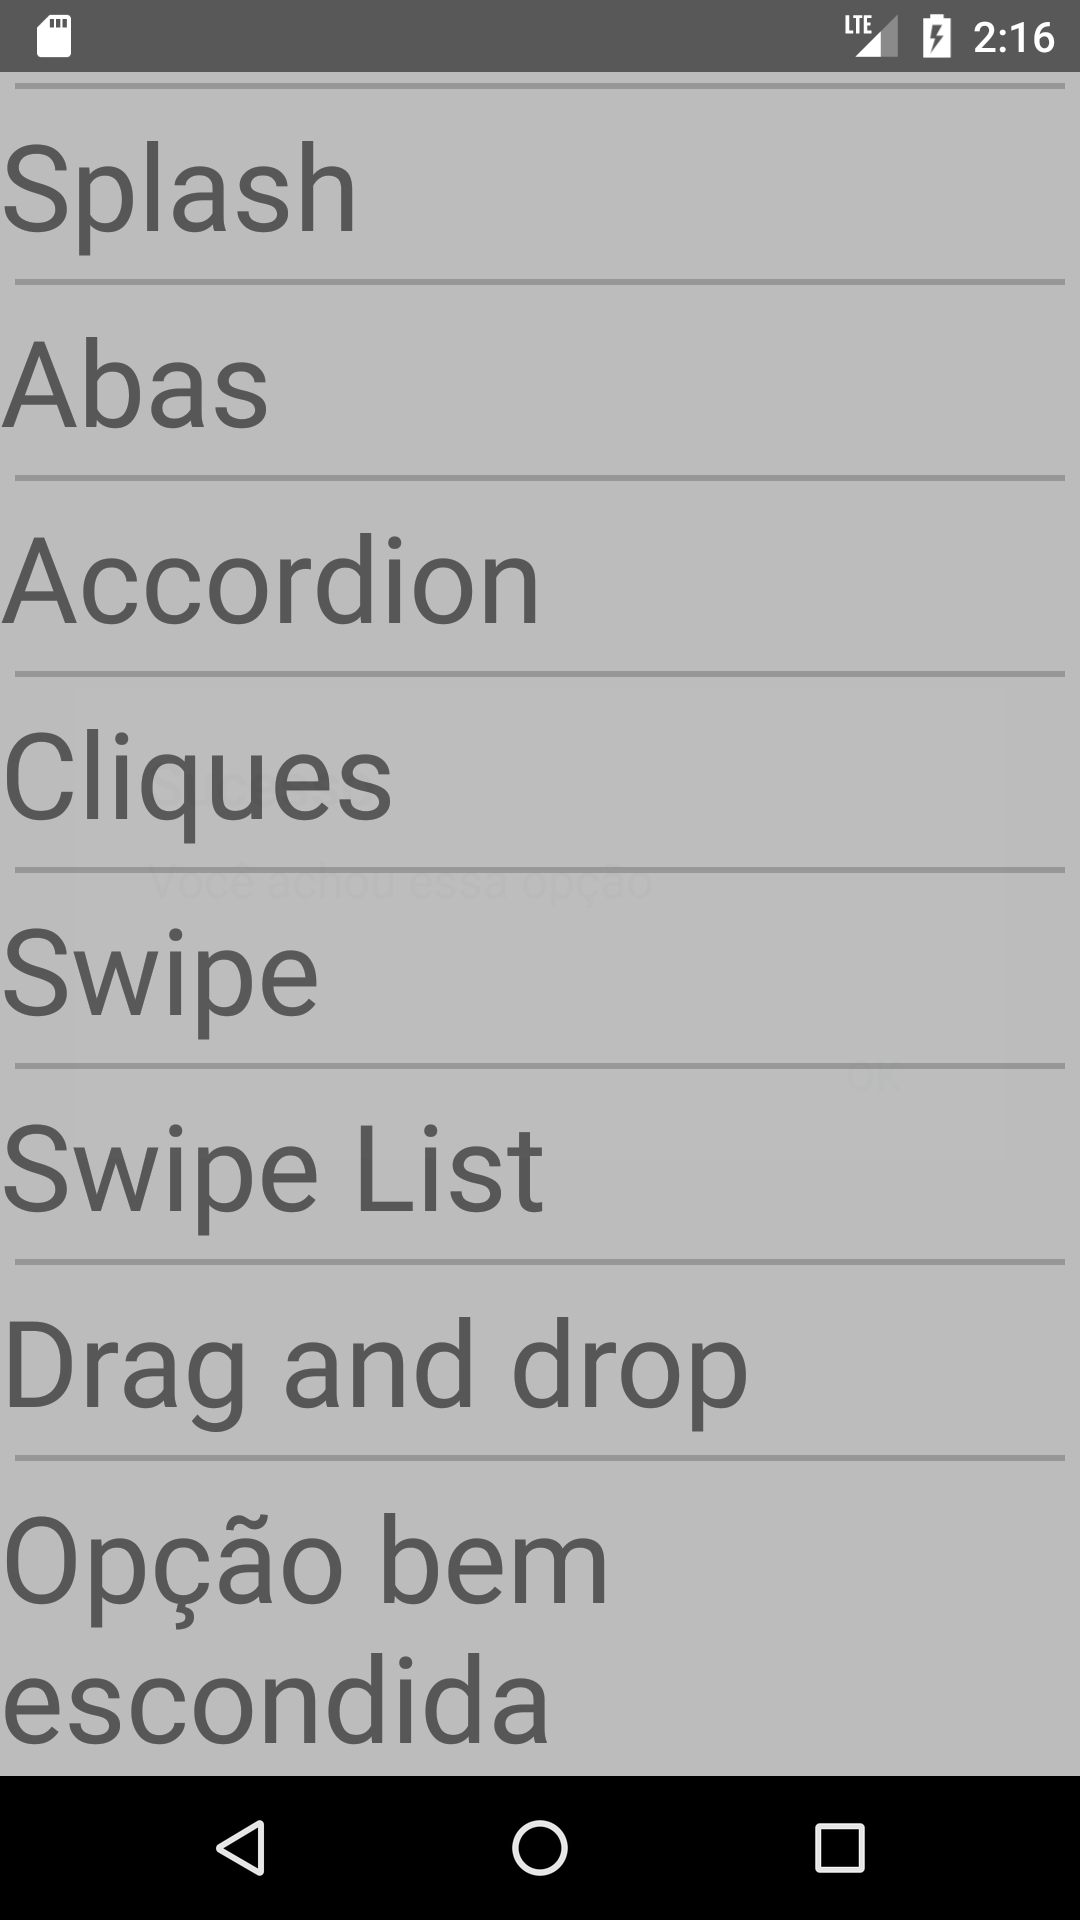 LTE 2:16
Splash
Abas
Accordion
Cliques
Você achou essa opção
Swipe
OK
Swipe List
Drag and drop
Opção bem
escondida